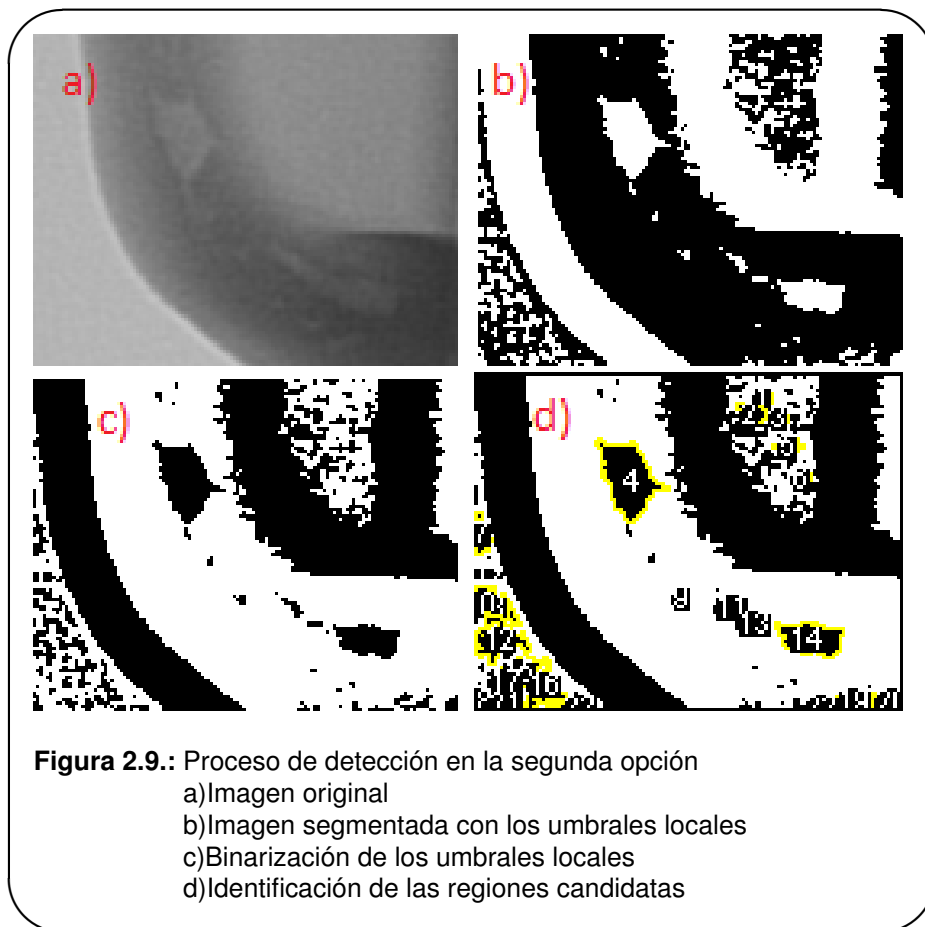 a)
b)
c)
d)
4
14
Figura 2.9.: Proceso de detección en la segunda opción
a)Imagen original
b)Imagen segmentada con los umbrales locales
c)Binarización de los umbrales locales
d)Identificación de las regiones candidatas